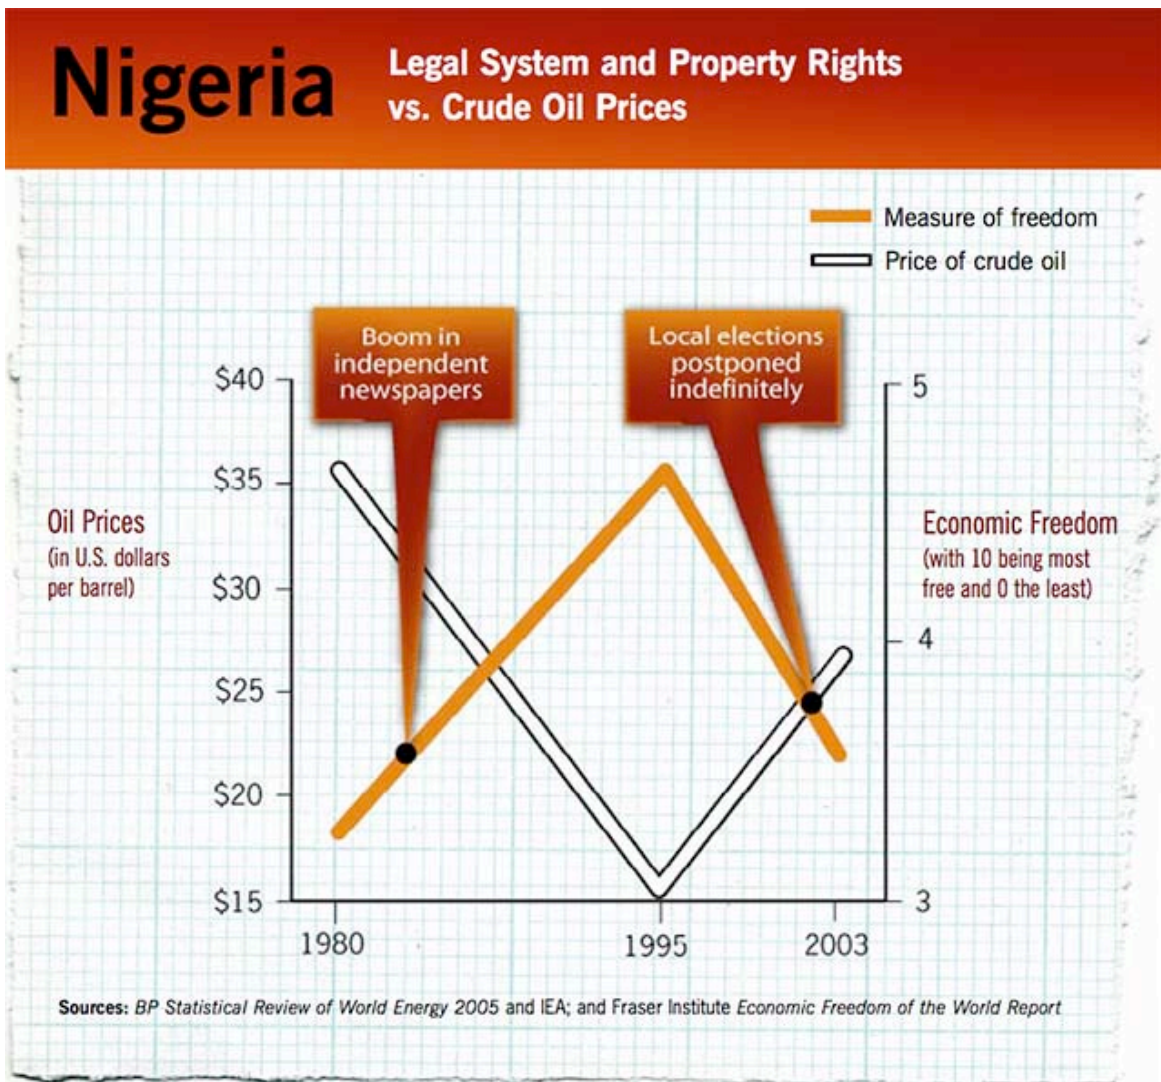 Nigeria
Legal System and Property Rights
vs. Crude Oil Prices
Measure of freedom
Price of crude oil
Boom in
independent
newspapers
Local elections
postponed
indefinitely
Oil Prices
(in U.S. dollars
per barrel)
$40
$35
$30
$25
$20
$15
5
4
3
Economic Freedom
(with 10 being most
free and 0 the least)
1980
1995
2003
Sources: BP Statistical Review of World Energy 2005 and IEA; and Fraser Institute Economic Freedom of the World Report